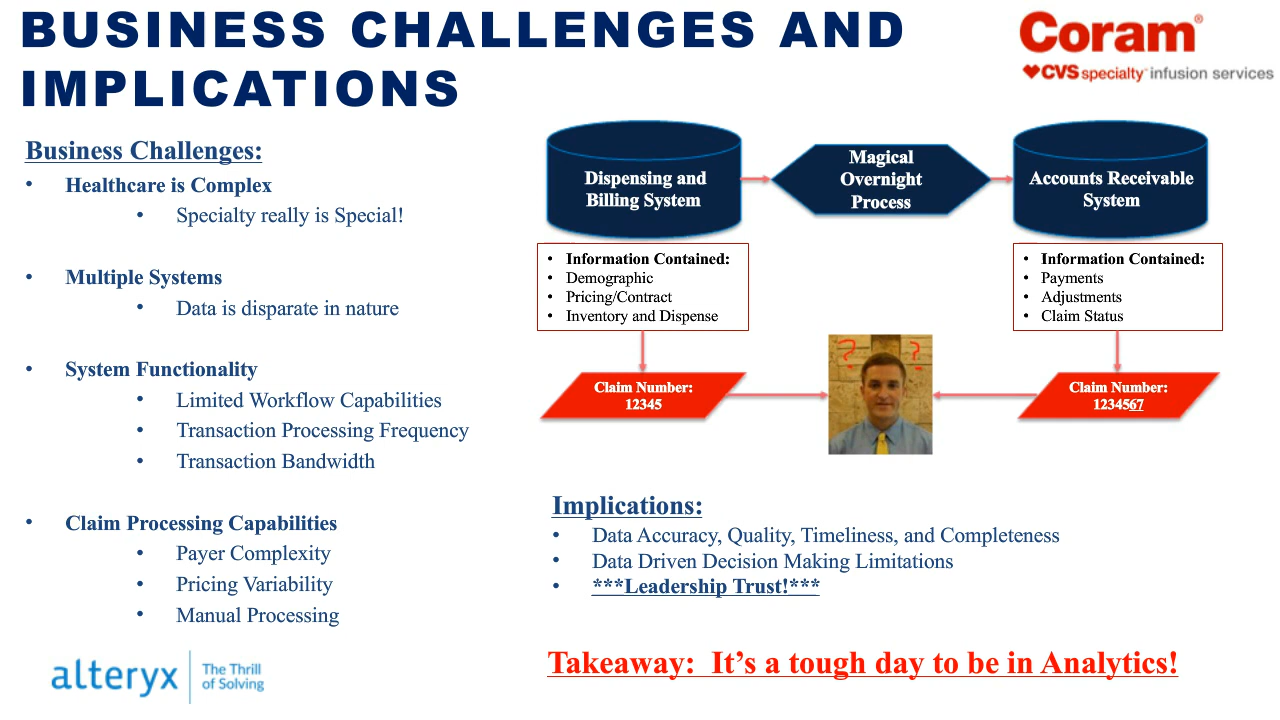 BUSINESS CHALLENGES AND
IMPLICATIONS
Coram®
CVS specialty™ infusion services
Business Challenges:
• Healthcare is Complex
• Specialty really is Special!
• Multiple Systems
• Data is disparate in nature
• System Functionality
• Limited Workflow Capabilities
• Transaction Processing Frequency
• Transaction Bandwidth
• Claim Processing Capabilities
• Payer Complexity
• Pricing Variability
• Manual Processing
Dispensing and
Billing System
Magical
Overnight
Process
Accounts Receivable
System
• Information Contained:
• Demographic
• Pricing/Contract
• Inventory and Dispense
• Information Contained:
• Payments
• Adjustments
• Claim Status
Claim Number:
12345
? ?
Claim Number:
1234567
Implications:
• Data Accuracy, Quality, Timeliness, and Completeness
• Data Driven Decision Making Limitations
• ***Leadership Trust!***
Takeaway: It’s a tough day to be in Analytics!
alteryx
The Thrill
of Solving